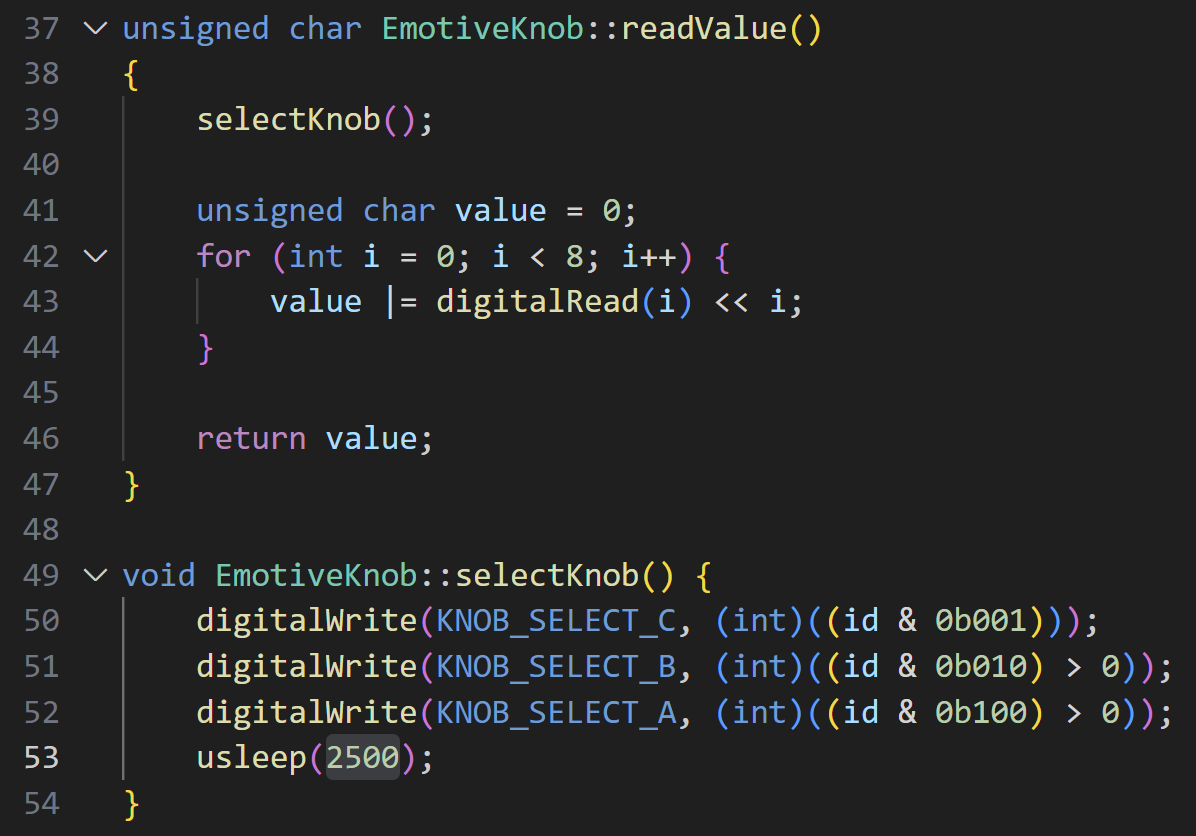 37 unsigned char EmotiveKnob::readValue()
38 {
39     selectKnob();
40
41     unsigned char value = 0;
42     for (int i = 0; i < 8; i++) {
43         value |= digitalRead(i) << i;
44     }
45
46     return value;
47 }
48
49 void EmotiveKnob::selectKnob() {
50     digitalWrite(KNOB_SELECT_C, (int)((id & 0b001)));
51     digitalWrite(KNOB_SELECT_B, (int)((id & 0b010) > 0));
52     digitalWrite(KNOB_SELECT_A, (int)((id & 0b100) > 0));
53     usleep(2500);
54 }